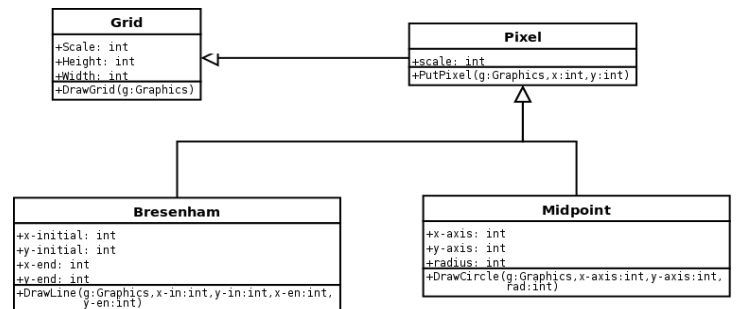 Grid
+Scale: int
+Height: int
+Width: int
+DrawGrid(g:Graphics)
Pixel
+scale: int
+PutPixel(g:Graphics,x:int,y:int)
Bresenham
+x-initial: int
+y-initial: int
+x-end: int
+y-end: int
+DrawLine(g:Graphics,x-in:int,y-in:int,x-en:int,
y-en:int)
Midpoint
+x-axis: int
+y-axis: int
+radius: int
+DrawCircle(g:Graphics,x-axis:int,y-axis:int,
rad:int)